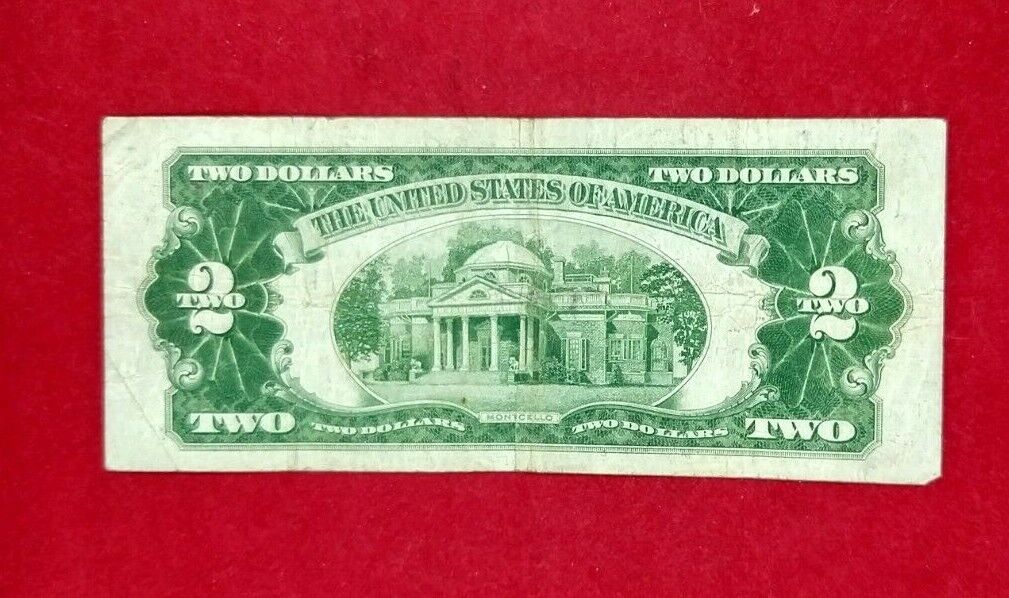 TWO DOLLARS TWO DOLLARS
THE UNITED STATES OF AMERICA
2 TWO 2 TWO
MONTICELLO
TWO TWO DOLLARS TWO DOLLARS TWO